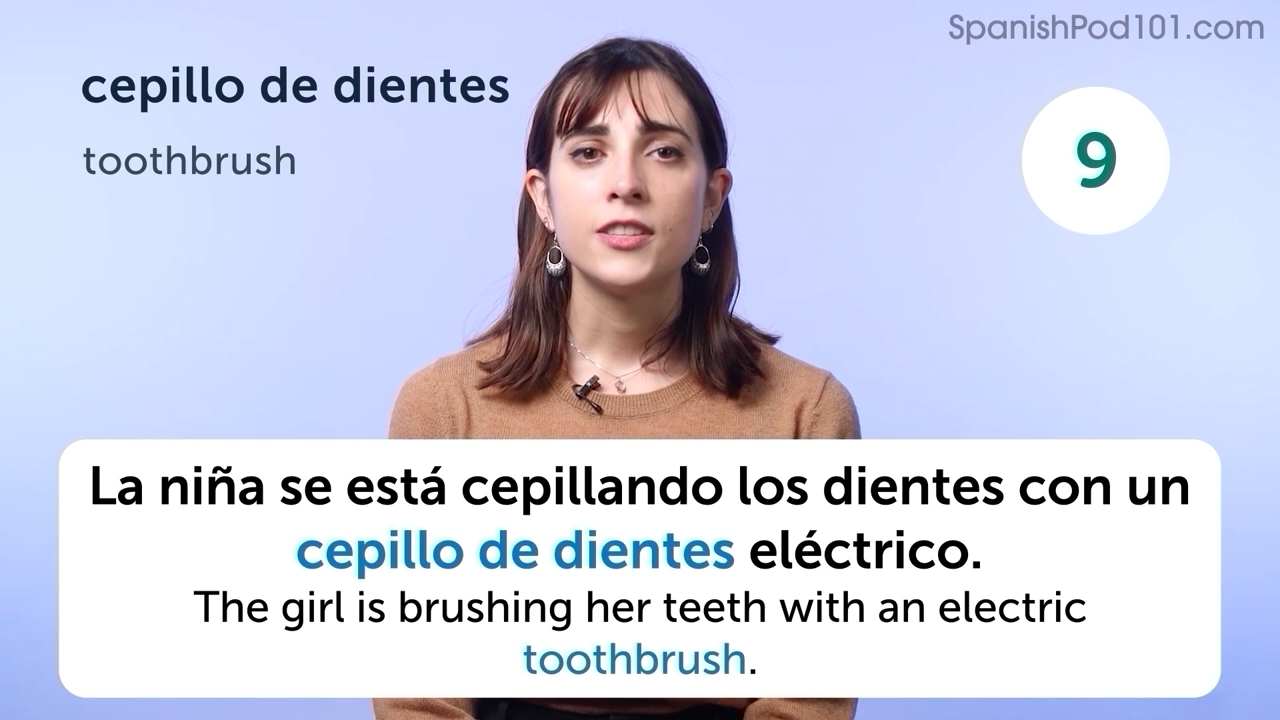 SpanishPod101.com
cepillo de dientes
toothbrush
9
La niña se está cepillando los dientes con un
cepillo de dientes eléctrico.
The girl is brushing her teeth with an electric
toothbrush.